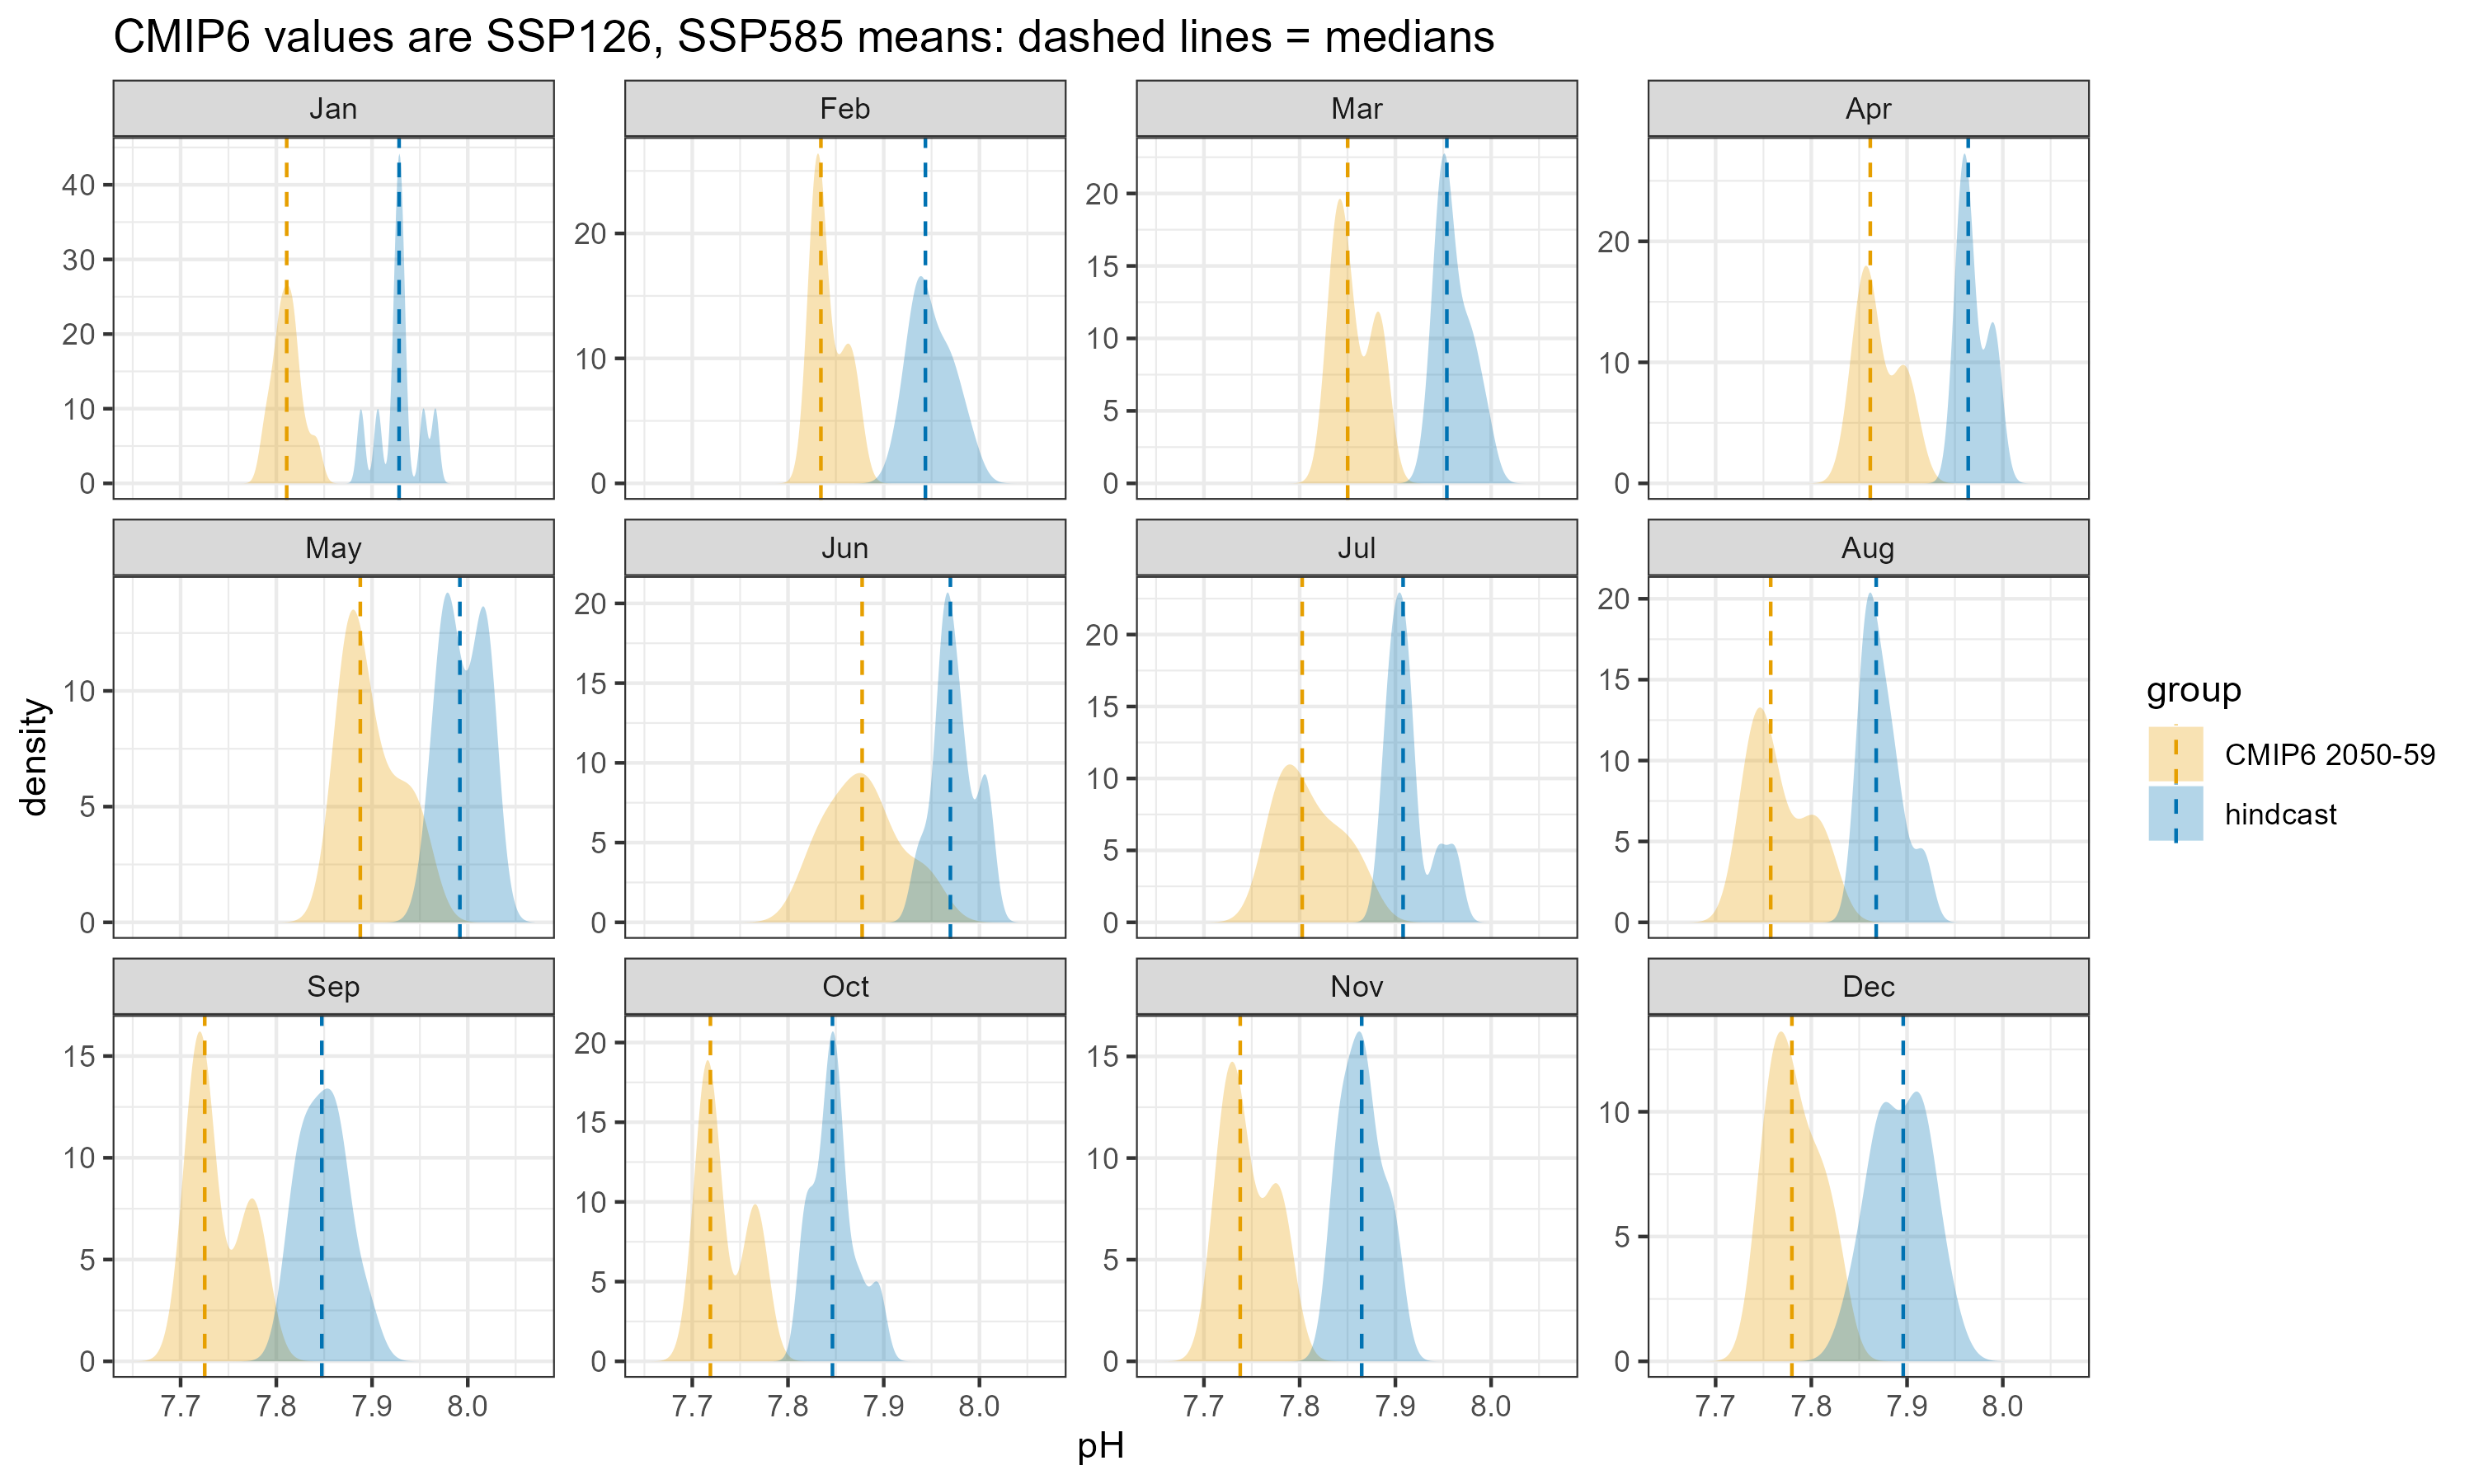 CMIP6 values are SSP126, SSP585 means: dashed lines = medians
Jan
Feb
Mar
Apr
40
30
20
10
0
20
10
0
20
15
10
5
0
20
10
0
May
Jun
Jul
Aug
10
5
0
20
15
10
5
0
20
15
10
5
0
20
15
10
5
0
Sep
Oct
Nov
Dec
15
10
5
0
20
15
10
5
0
15
10
5
0
10
5
0
7.7 7.8 7.9 8.0
7.7 7.8 7.9 8.0
7.7 7.8 7.9 8.0
7.7 7.8 7.9 8.0
density
pH
group
CMIP6 2050-59
hindcast